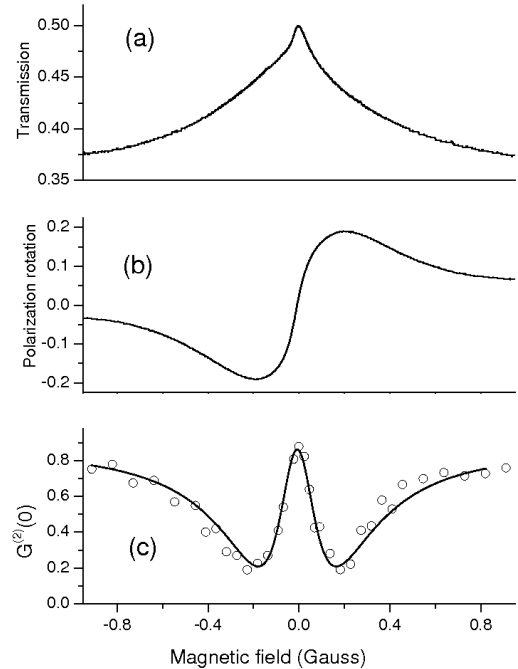 0.50
(a)
0.45
Transmission
0.40
0.35
0.2
0.1
(b)
Polarization rotation
0.0
-0.1
-0.2
0.8
0.6
G(2)(0)
0.4
(c)
0.2
0.0
-0.8 -0.4 0.0 0.4 0.8
Magnetic field (Gauss)